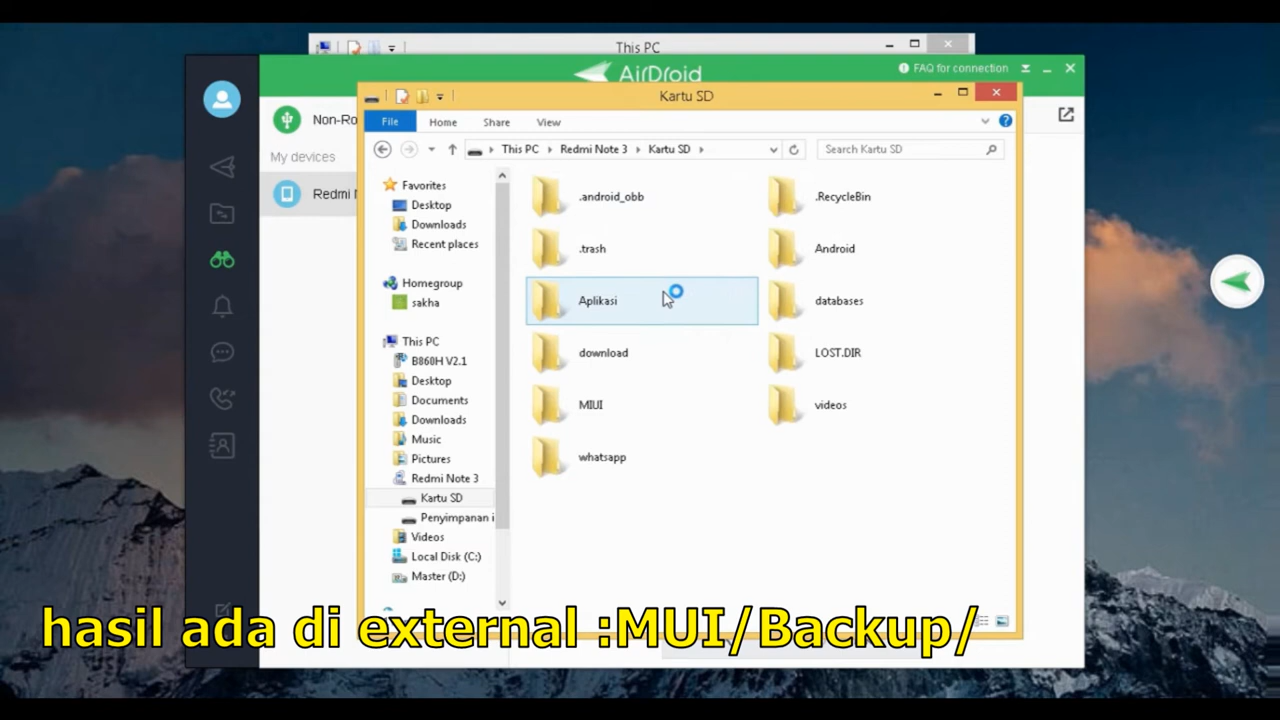 This PC
AirDroid
FAQ for connection
Kartu SD
Non-Ro
My devices
Redmi
File
Home
Share
View
This PC
Redmi Note 3
Kartu SD
Search Kartu SD
Favorites
Desktop
Downloads
Recent places
Homegroup
sakha
This PC
B860H V2.1
Desktop
Documents
Downloads
Music
Pictures
Redmi Note 3
Kartu SD
Penyimpanan i
Videos
Local Disk (C:)
Master (D:)
.android_obb
.RecycleBin
.trash
Android
Aplikasi
databases
download
LOST.DIR
MIUI
videos
whatsapp
hasil ada di external :MUI/Backup/